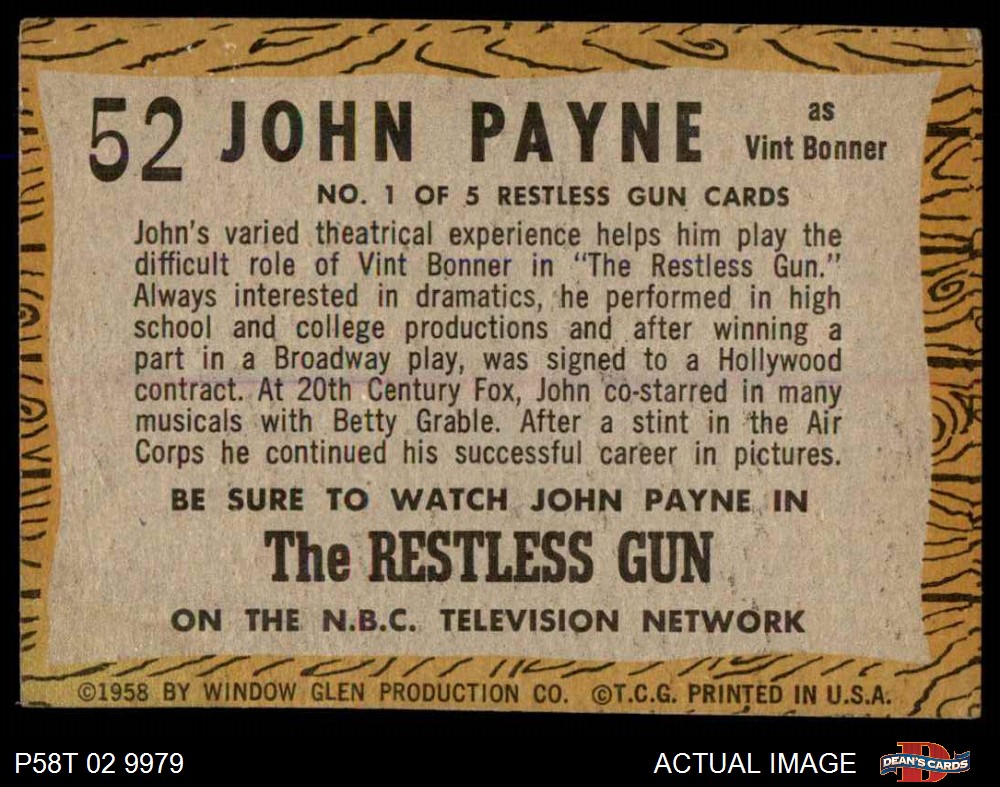 52 JOHN PAYNE as
Vint Bonner
NO. 1 OF 5 RESTLESS GUN CARDS
John's varied theatrical experience helps him play the
difficult role of Vint Bonner in "The Restless Gun."
Always interested in dramatics, he performed in high
school and college productions and after winning a
part in a Broadway play, was signed to a Hollywood
contract. At 20th Century Fox, John co-starred in many
musicals with Betty Grable. After a stint in the Air
Corps he continued his successful career in pictures.
BE SURE TO WATCH JOHN PAYNE IN
The RESTLESS GUN
ON THE N.B.C. TELEVISION NETWORK
©1958 BY WINDOW GLEN PRODUCTION CO. ©T.C.G. PRINTED IN U.S.A.
P58T 02 9979 ACTUAL IMAGE DEAN'S CARDS